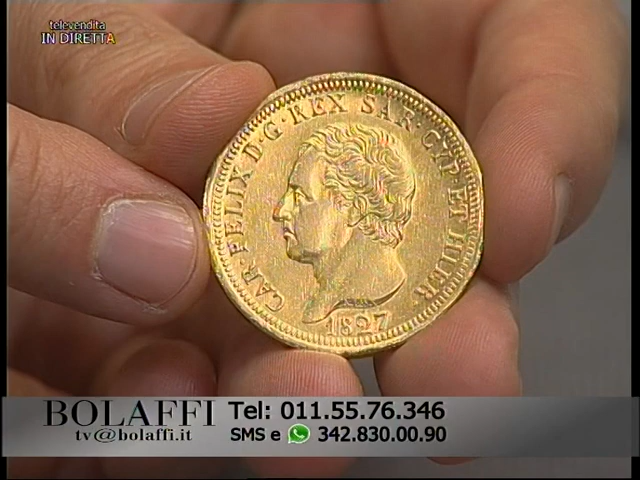 televendita
IN DIRETTA
CAR·FELIX D·G·REX SAR·CYP·ET HIER·
1827
BOLAFFI
tv@bolaffi.it
Tel: 011.55.76.346
SMS e 342.830.00.90